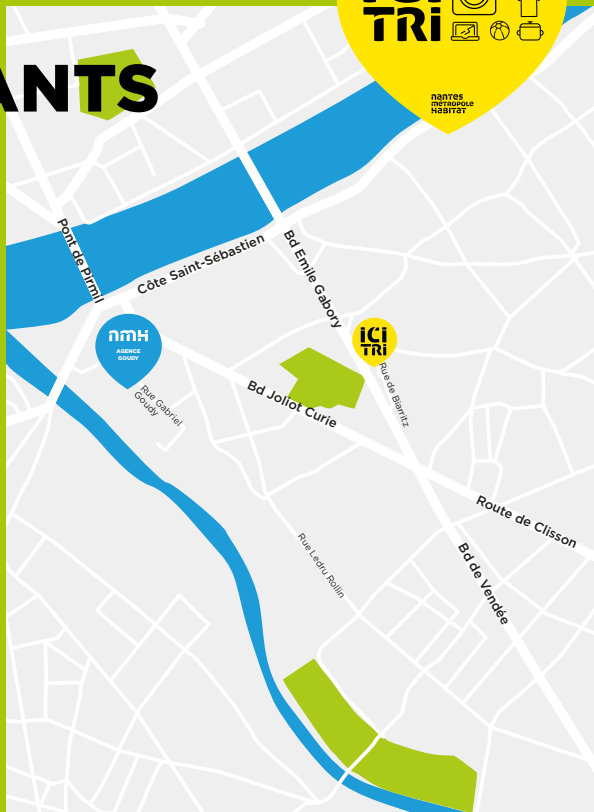 iCi
TRi
ANTS
nantes
métropole
Habitat
Pont de Pirmil
Côte Saint-Sébastien
Bd Emile Gabory
nmH
AGENCE
GOUDY
iCi
TRi
Rue Gabriel
Goudy
Bd Joliot Curie
Rue de Biarritz
Route de Clisson
Rue Ledru Rollin
Bd de Vendée